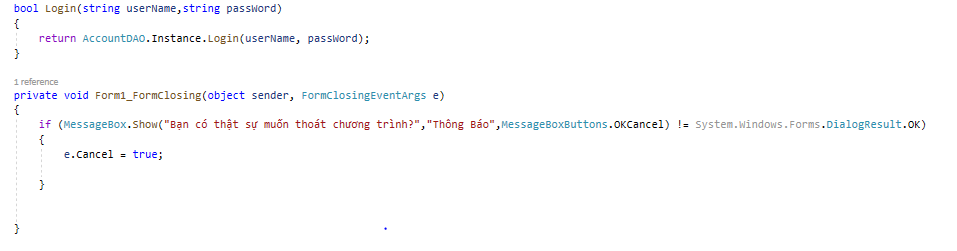 bool Login(string userName,string passWord)
{
return AccountDAO.Instance.Login(userName, passWord);
}
1 reference
private void Form1_FormClosing(object sender, FormClosingEventArgs e)
{
if (MessageBox.Show("Bạn có thật sự muốn thoát chương trình?","Thông Báo",MessageBoxButtons.OKCancel) != System.Windows.Forms.DialogResult.OK)
{
e.Cancel = true;
}
}